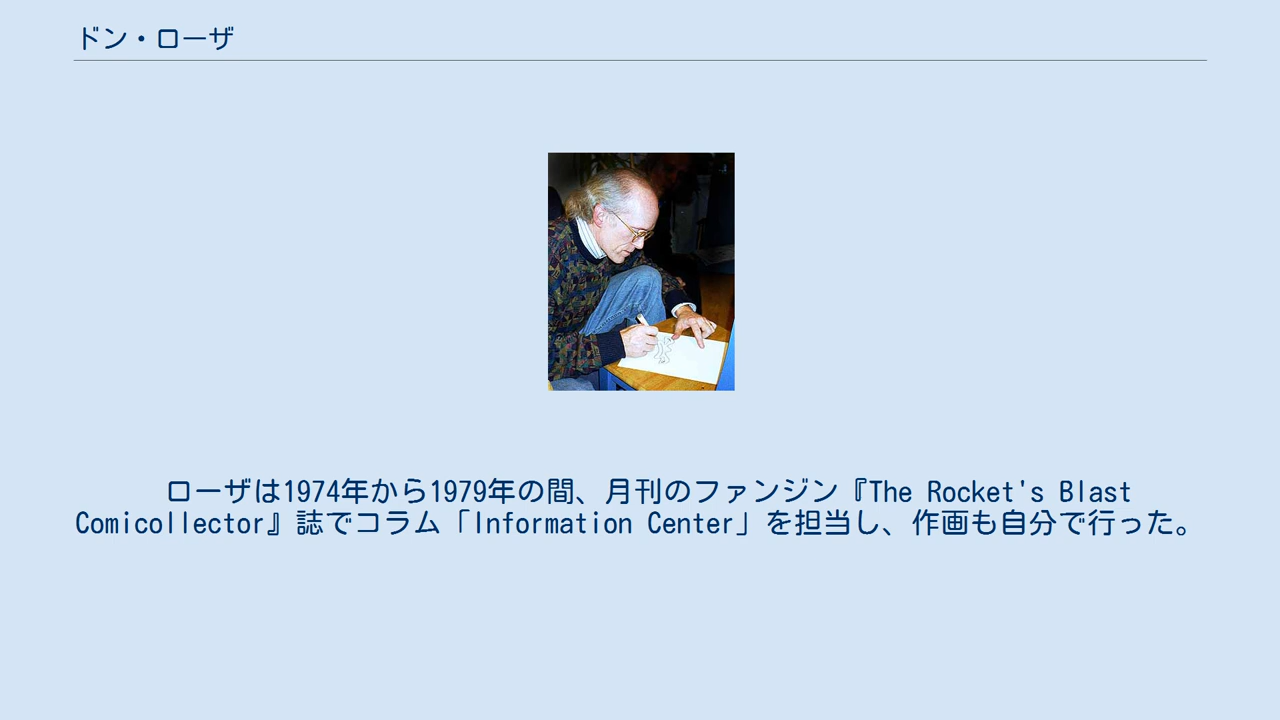 ドン・ローザ
ローザは1974年から1979年の間、月刊のファンジン『The Rocket's Blast
Comicollector』誌でコラム「Information Center」を担当し、作画も自分で行った。